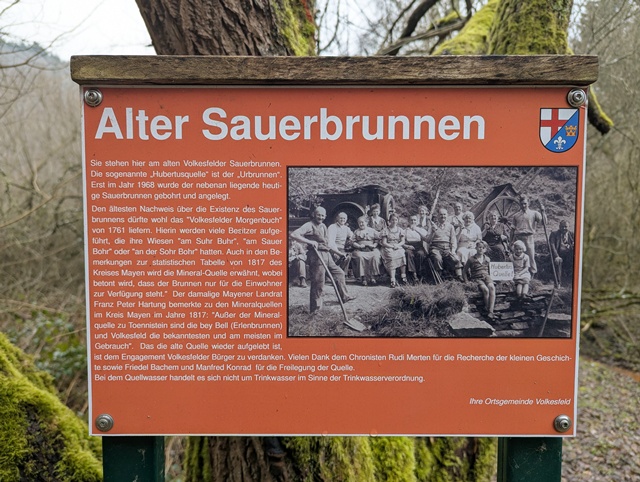 Alter Sauerbrunnen
Sie stehen hier am alten Volkesfelder Sauerbrunnen.
Die sogenannte „Hubertusquelle" ist der „Urbrunnen".
Erst im Jahr 1968 wurde der nebenan liegende heuti-
ge Sauerbrunnen gebohrt und angelegt.
Den ältesten Nachweis über die Existenz des Sauer-
brunnens dürfte wohl das "Volkesfelder Morgenbuch"
von 1761 liefern. Hierin werden viele Besitzer aufge-
führt, die ihre Wiesen "am Suhr Buhr", "am Sauer
Bohr" oder "an der Sohr Bohr" hatten. Auch in den Be-
merkungen zur statistischen Tabelle von 1817 des
Kreises Mayen wird die Mineral-Quelle erwähnt, wobei
betont wird, dass der Brunnen nur für die Einwohner
zur Verfügung steht." Der damalige Mayener Landrat
Franz Peter Hartung bemerkte zu den Mineralquellen
im Kreis Mayen im Jahre 1817: "Außer der Mineral-
quelle zu Toennistein sind die bey Bell (Erlenbrunnen)
und Volkesfeld die bekanntesten und am meisten im
Gebrauch". Das die alte Quelle wieder aufgelebt ist,
ist dem Engagement Volkesfelder Bürger zu verdanken. Vielen Dank dem Chronisten Rudi Merten für die Recherche der kleinen Geschich-
te sowie Friedel Bachem und Manfred Konrad für die Freilegung der Quelle.
Bei dem Quellwasser handelt es sich nicht um Trinkwasser im Sinne der Trinkwasserverordnung.
Hubertus
Quelle
Ihre Ortsgemeinde Volkesfeld